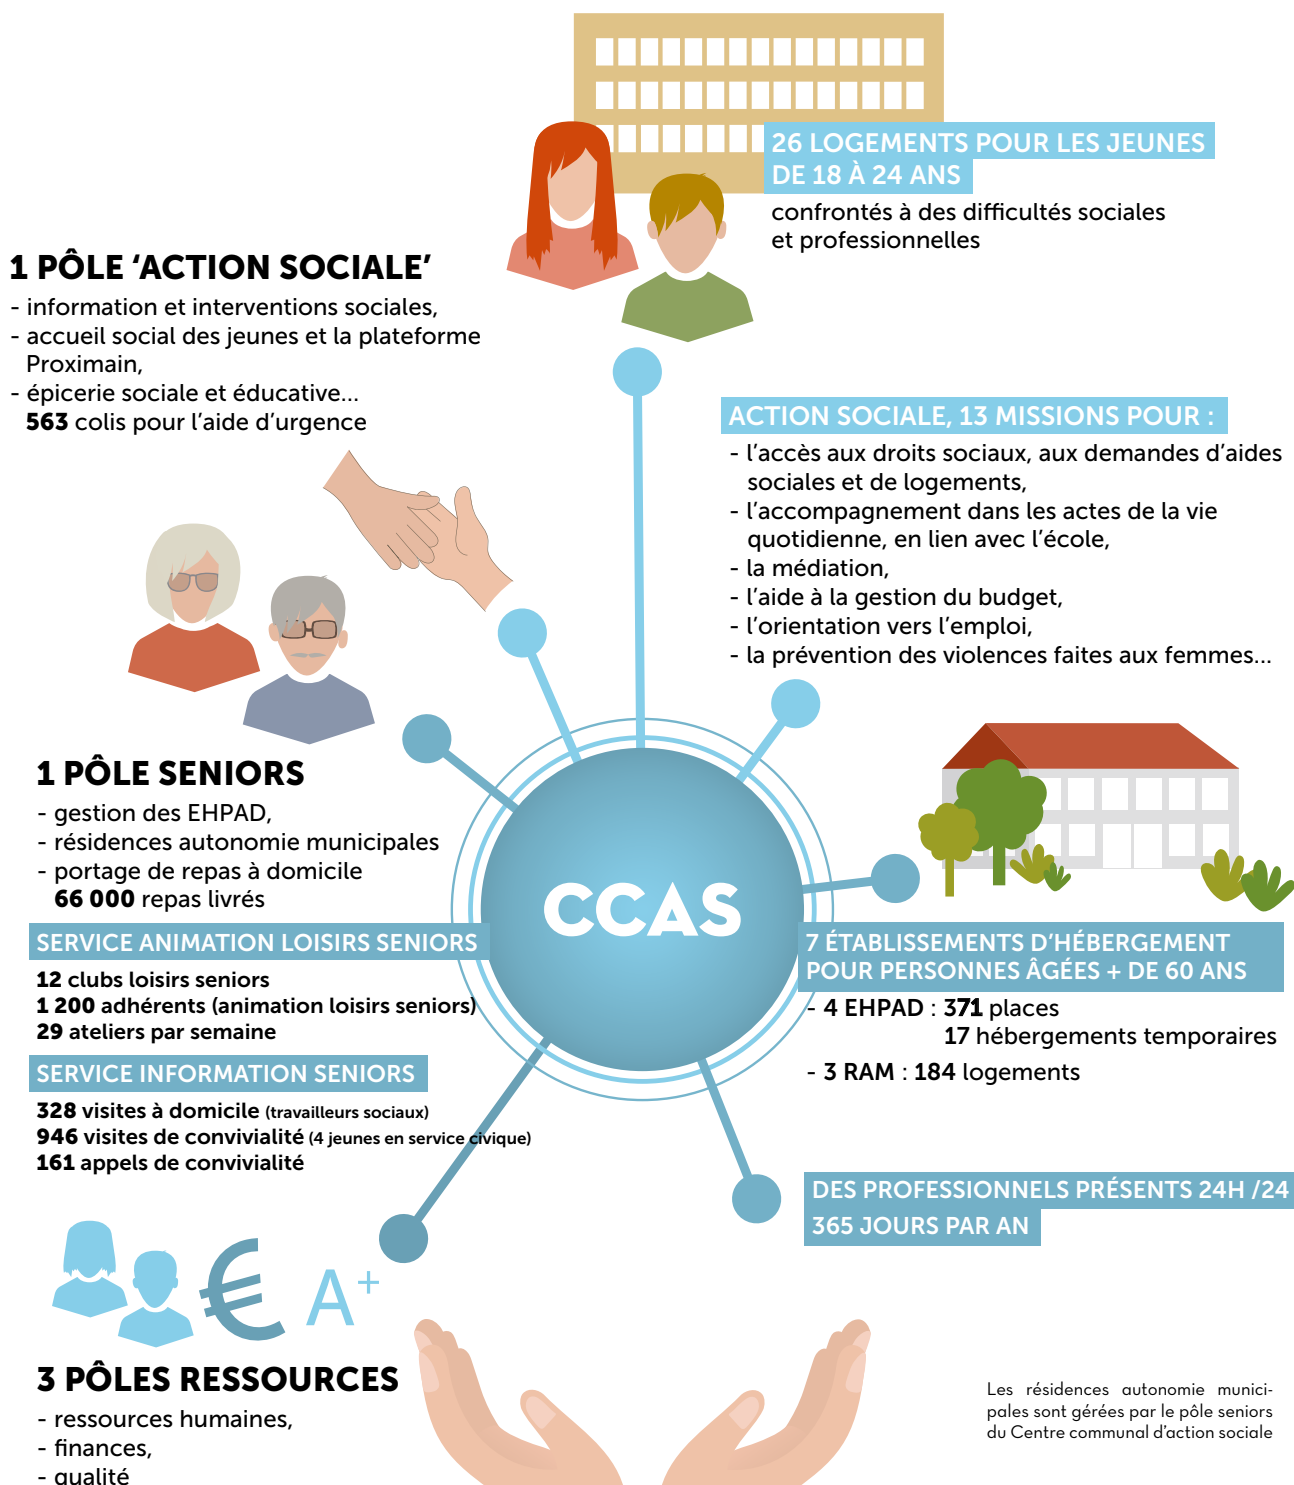 26 LOGEMENTS POUR LES JEUNES
DE 18 À 24 ANS
confrontés à des difficultés sociales
et professionnelles
1 PÔLE ‘ACTION SOCIALE’
- information et interventions sociales,
- accueil social des jeunes et la plateforme
Proximain,
- épicerie sociale et éducative...
563 colis pour l’aide d’urgence
ACTION SOCIALE, 13 MISSIONS POUR :
- l’accès aux droits sociaux, aux demandes d’aides
sociales et de logements,
- l’accompagnement dans les actes de la vie
quotidienne, en lien avec l’école,
- la médiation,
- l’aide à la gestion du budget,
- l’orientation vers l’emploi,
- la prévention des violences faites aux femmes...
1 PÔLE SENIORS
- gestion des EHPAD,
- résidences autonomie municipales
- portage de repas à domicile
66 000 repas livrés
SERVICE ANIMATION LOISIRS SENIORS
12 clubs loisirs seniors
1 200 adhérents (animation loisirs seniors)
29 ateliers par semaine
SERVICE INFORMATION SENIORS
328 visites à domicile (travailleurs sociaux)
946 visites de convivialité (4 jeunes en service civique)
161 appels de convivialité
CCAS
7 ÉTABLISSEMENTS D’HÉBERGEMENT
POUR PERSONNES ÂGÉES + DE 60 ANS
- 4 EHPAD : 371 places
17 hébergements temporaires
- 3 RAM : 184 logements
DES PROFESSIONNELS PRÉSENTS 24H /24
365 JOURS PAR AN
€ A+
3 PÔLES RESSOURCES
- ressources humaines,
- finances,
- qualité
Les résidences autonomie munici-
pales sont gérées par le pôle seniors
du Centre communal d’action sociale